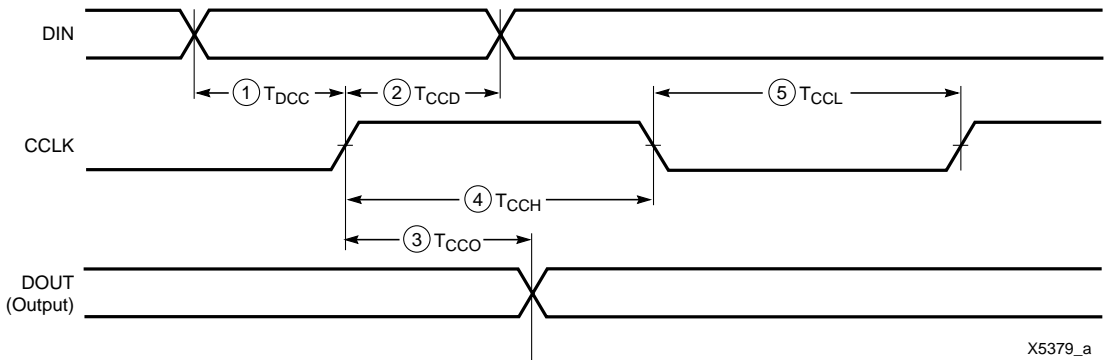 DIN
① TDCC
② TCCD
⑤ TCCL
CCLK
④ TCCH
③ TCCO
DOUT
(Output)
X5379_a